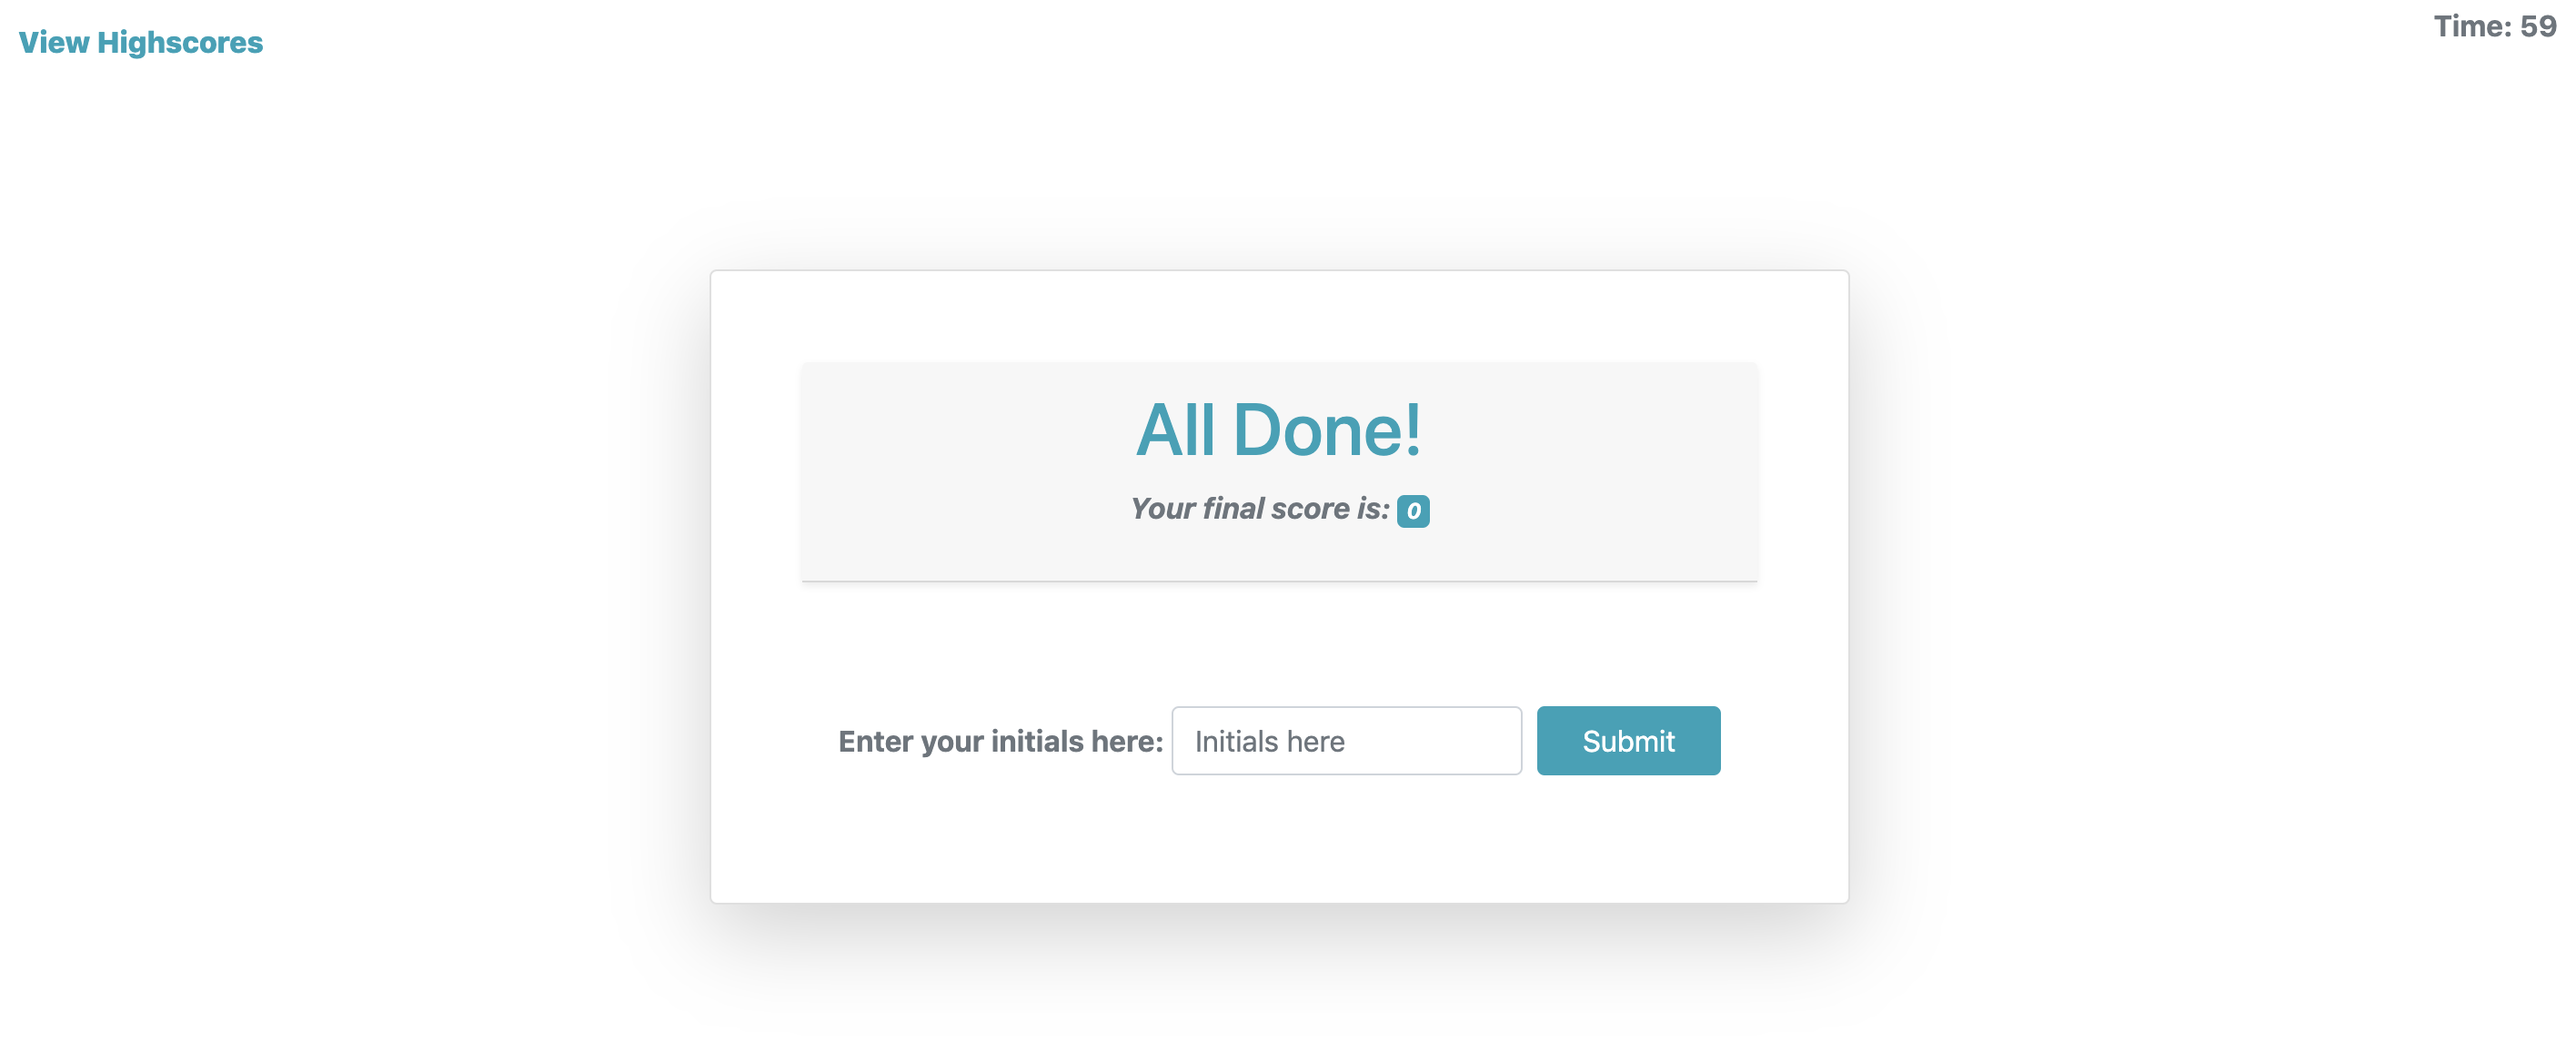 View Highscores
Time: 59
All Done!
Your final score is: 0
Enter your initials here: Initials here Submit